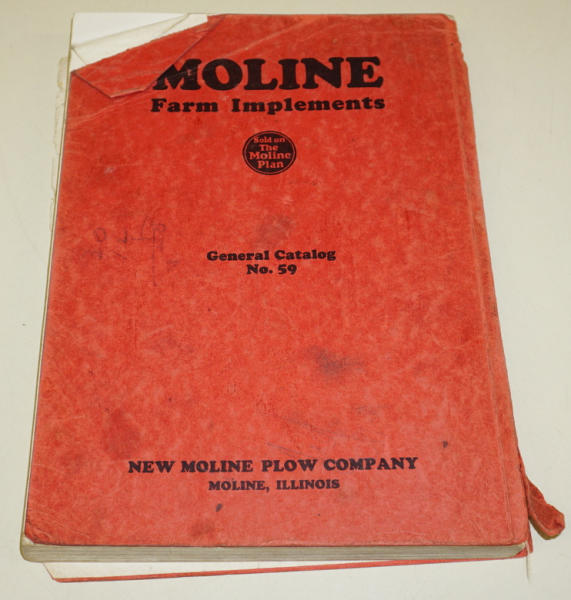 MOLINE
Farm Implements
Sold on
The
Moline
Plan
General Catalog
No. 59
NEW MOLINE PLOW COMPANY
MOLINE, ILLINOIS